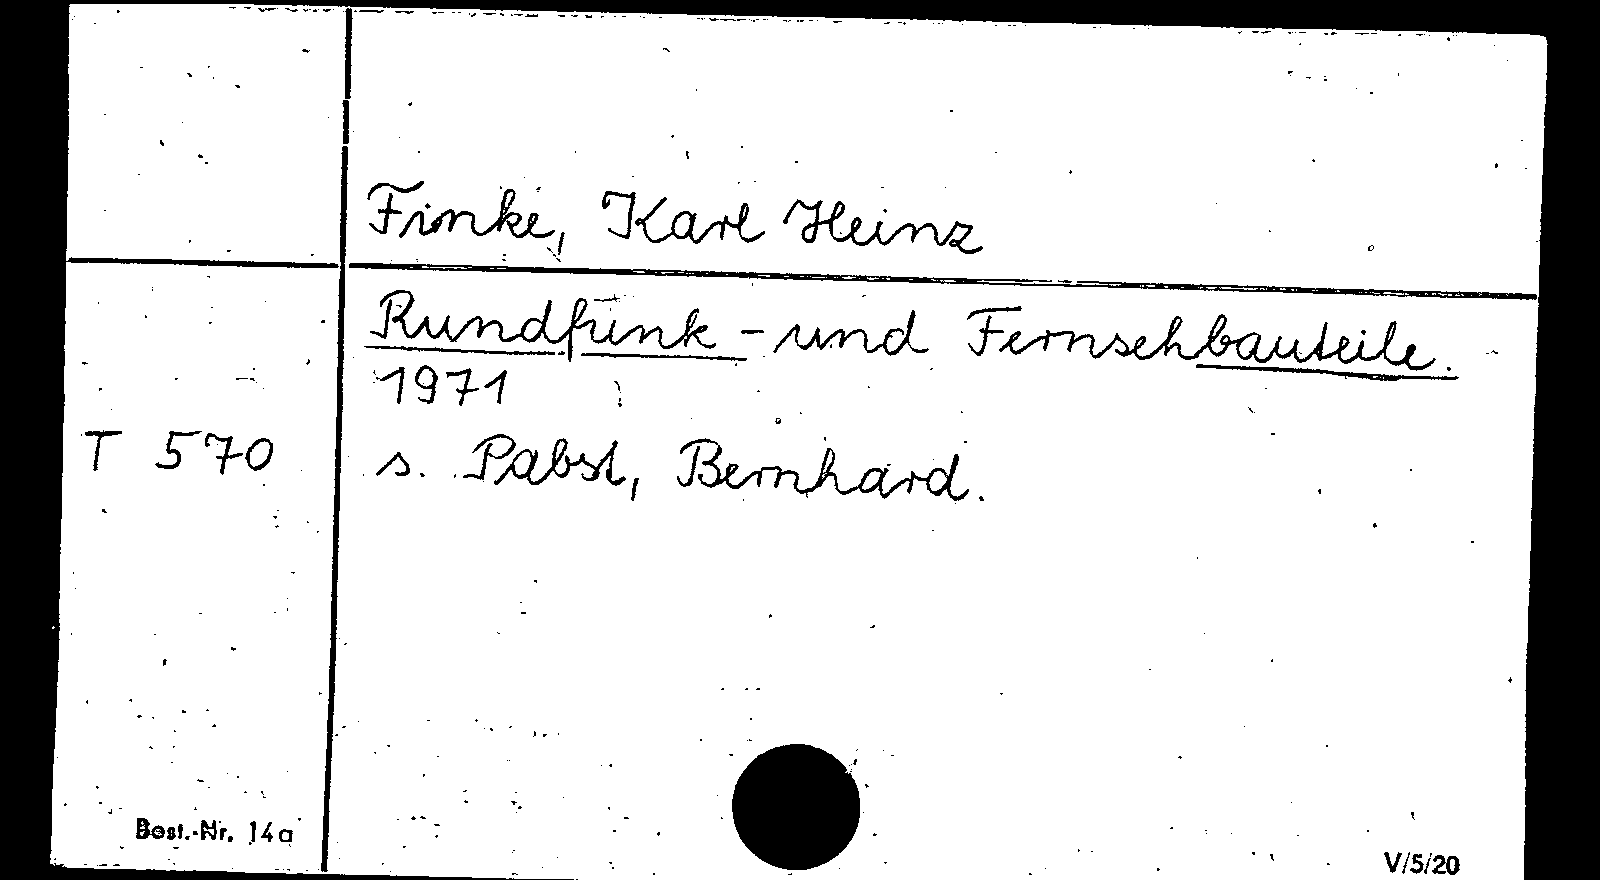 Finke, Karl Heinz
Rundfunk- und Fernsehbauteile.
1971
T 570 s. Pabst, Bernhard.
Best.-Nr. 14a
V/5/20